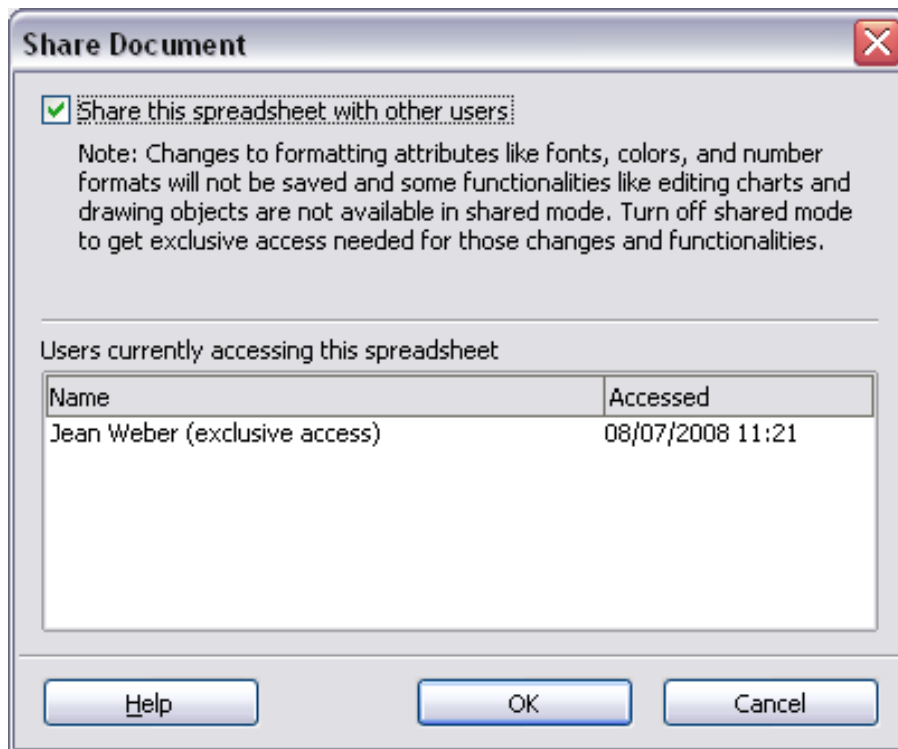 Share Document
Share this spreadsheet with other users
Note: Changes to formatting attributes like fonts, colors, and number
formats will not be saved and some functionalities like editing charts and
drawing objects are not available in shared mode. Turn off shared mode
to get exclusive access needed for those changes and functionalities.
Users currently accessing this spreadsheet
Name Accessed
Jean Weber (exclusive access) 08/07/2008 11:21
Help OK Cancel